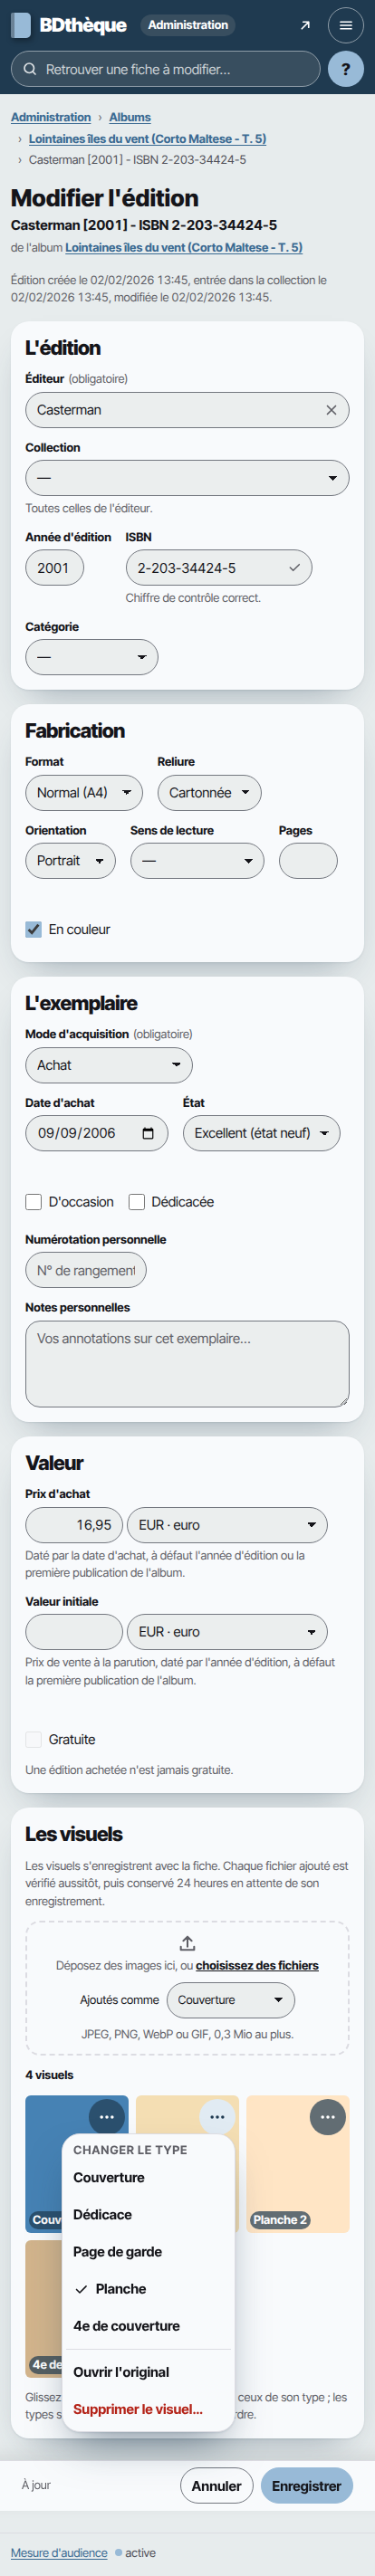 BDthèque Administration
Retrouver une fiche à modifier... ?
Administration › Albums
› Lointaines îles du vent (Corto Maltese - T. 5)
› Casterman [2001] - ISBN 2-203-34424-5
Modifier l'édition
Casterman [2001] - ISBN 2-203-34424-5
de l'album Lointaines îles du vent (Corto Maltese - T. 5)
Édition créée le 02/02/2026 13:45, entrée dans la collection le
02/02/2026 13:45, modifiée le 02/02/2026 13:45.
L'édition
Éditeur (obligatoire)
Casterman
Collection
—
Toutes celles de l'éditeur.
Année d'édition ISBN
2001 2-203-34424-5
Chiffre de contrôle correct.
Catégorie
—
Fabrication
Format Reliure
Normal (A4) Cartonnée
Orientation Sens de lecture Pages
Portrait —
En couleur
L'exemplaire
Mode d'acquisition (obligatoire)
Achat
Date d'achat État
09/09/2006 Excellent (état neuf)
D'occasion Dédicacée
Numérotation personnelle
N° de rangement
Notes personnelles
Vos annotations sur cet exemplaire...
Valeur
Prix d'achat
16,95 EUR · euro
Daté par la date d'achat, à défaut l'année d'édition ou la
première publication de l'album.
Valeur initiale
EUR · euro
Prix de vente à la parution, daté par l'année d'édition, à défaut
la première publication de l'album.
Gratuite
Une édition achetée n'est jamais gratuite.
Les visuels
Les visuels s'enregistrent avec la fiche. Chaque fichier ajouté est
vérifié aussitôt, puis conservé 24 heures en attente de son
enregistrement.
Déposez des images ici, ou choisissez des fichiers
Ajoutés comme Couverture
JPEG, PNG, WebP ou GIF, 0,3 Mio au plus.
4 visuels
CHANGER LE TYPE
Couverture
Dédicace
Page de garde
Planche
4e de couverture
Ouvrir l'original
Supprimer le visuel...
Couv
Planche 2
4e de
Glissez ceux de son type ; les
types s dre.
À jour Annuler Enregistrer
Mesure d'audience active